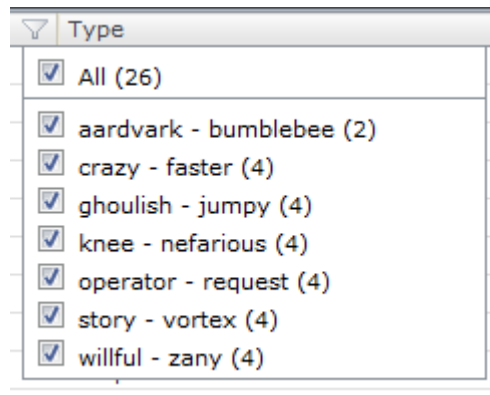 Type
All (26)
aardvark - bumblebee (2)
crazy - faster (4)
ghoulish - jumpy (4)
knee - nefarious (4)
operator - request (4)
story - vortex (4)
willful - zany (4)